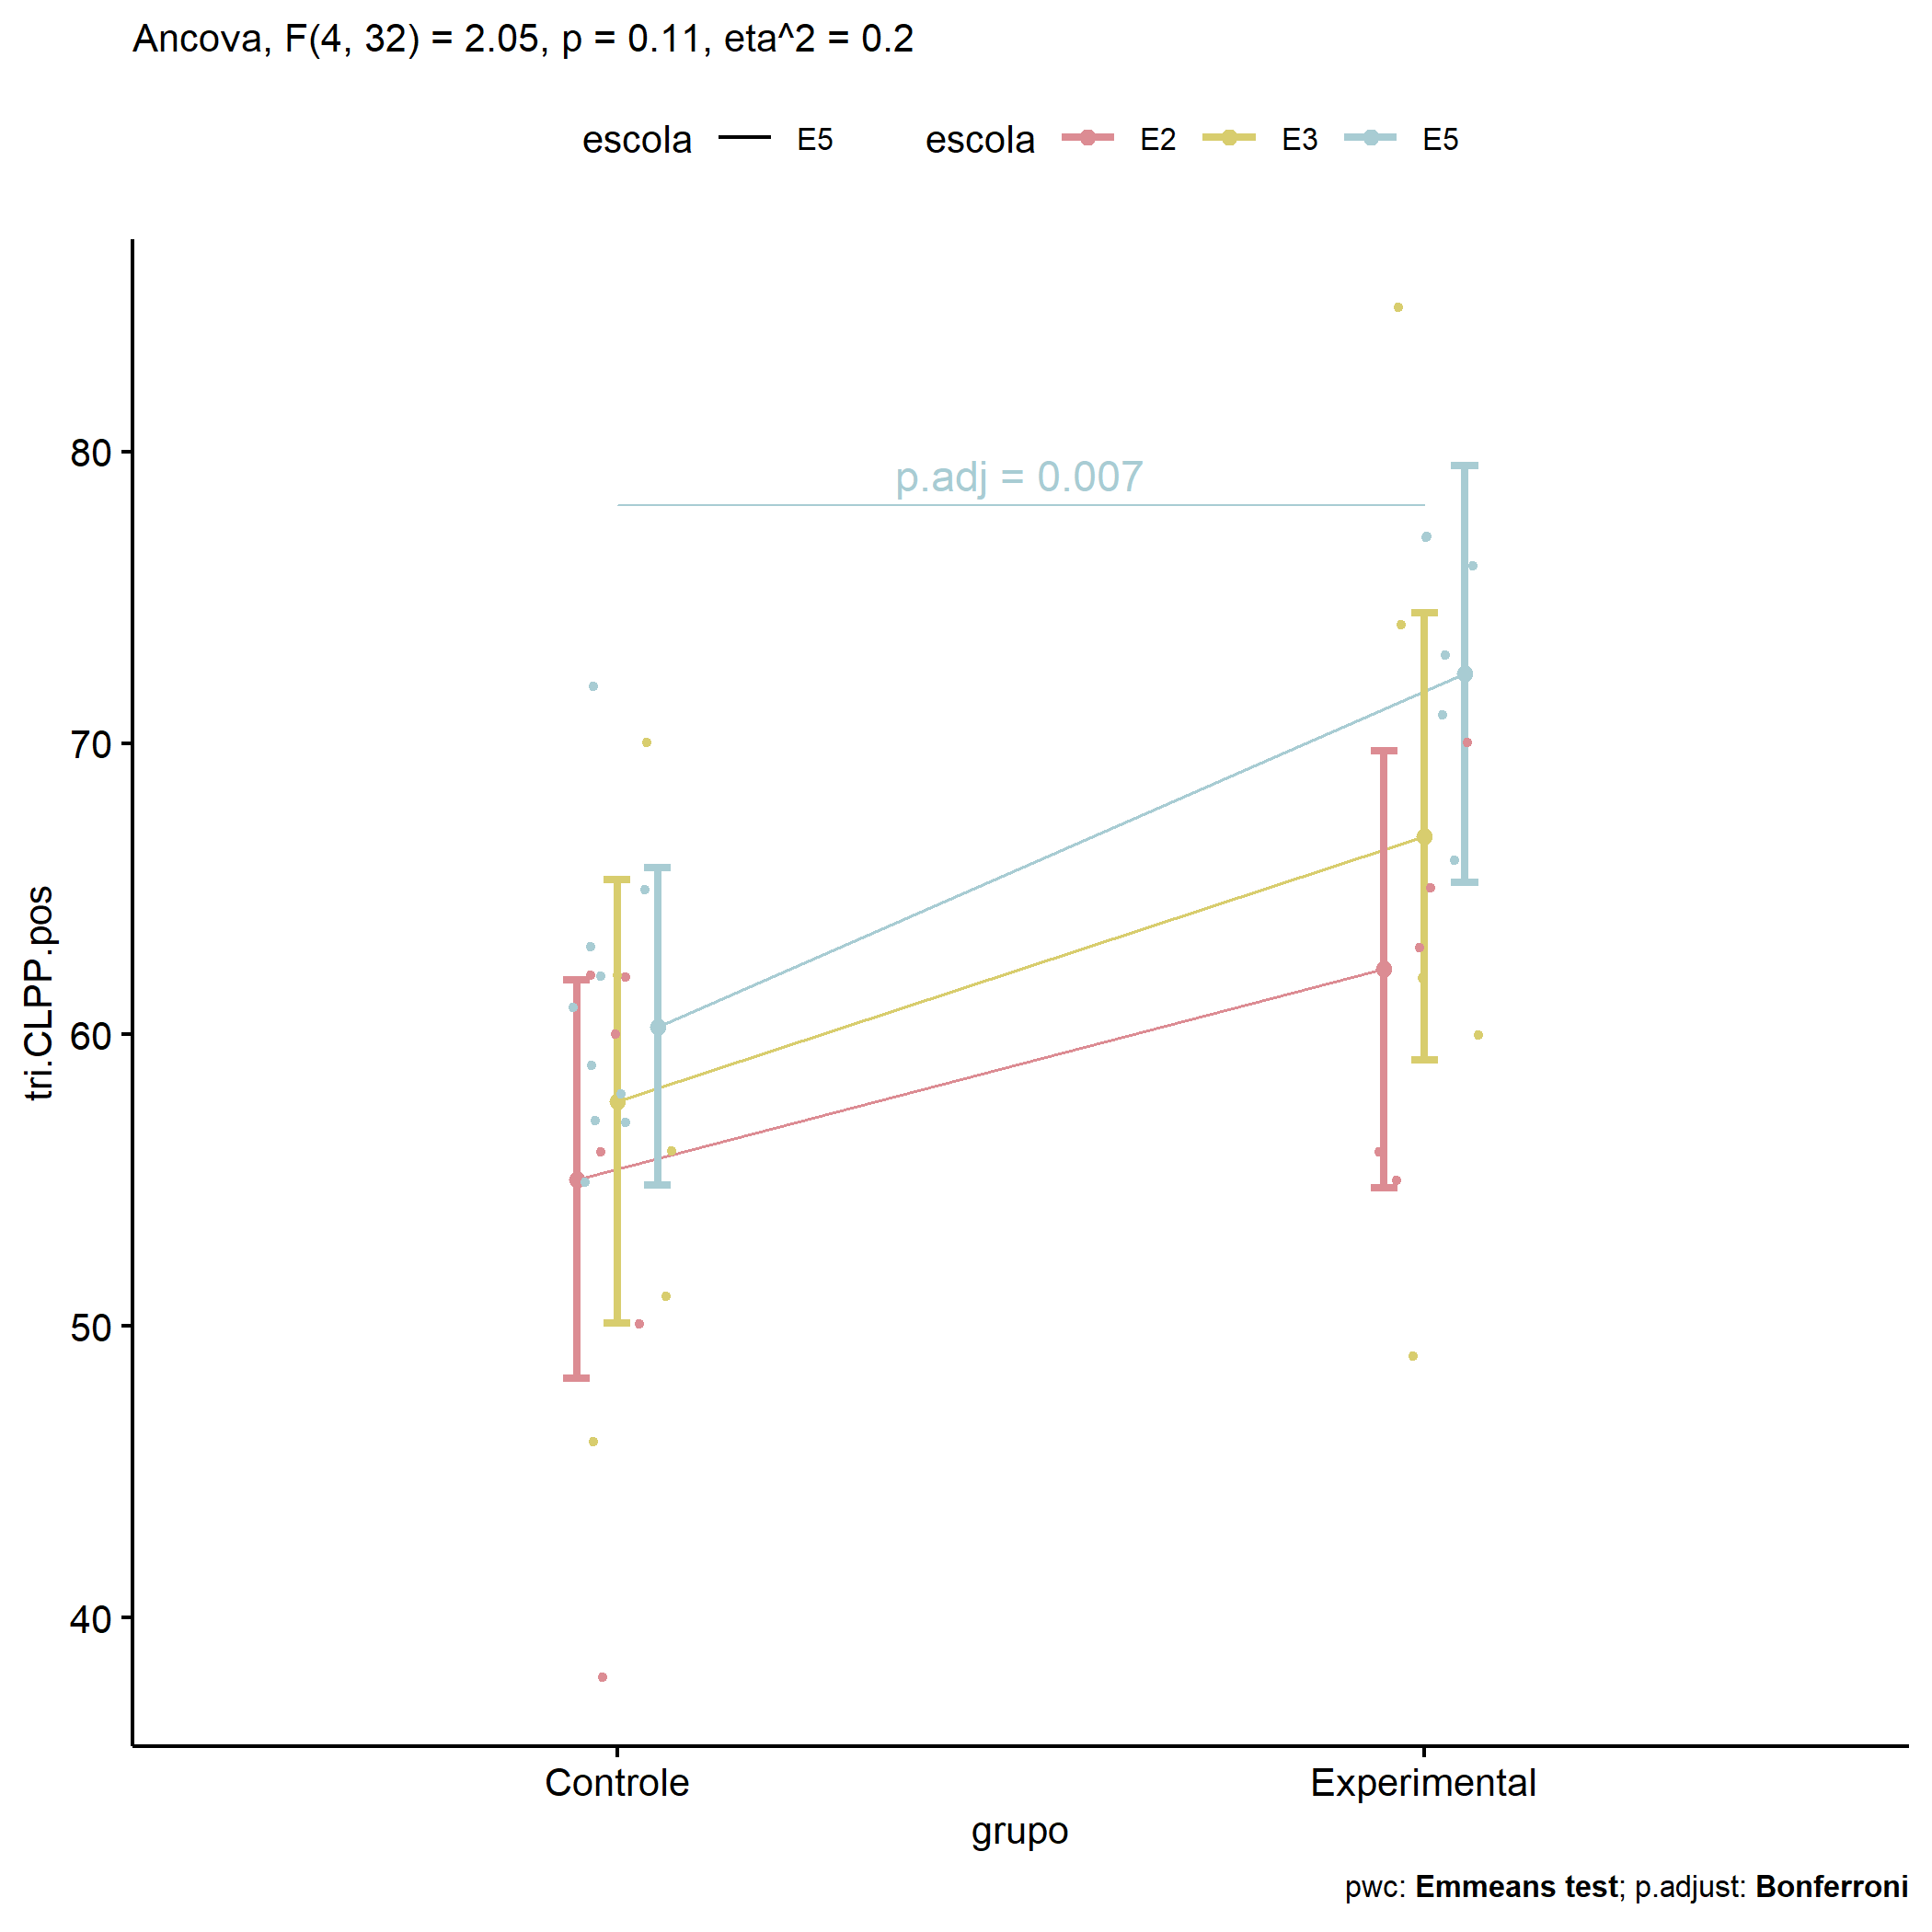 Ancova, F(4, 32) = 2.05, p = 0.11, eta^2 = 0.2
escola E5 escola E2 E3 E5
p.adj = 0.007
80
70
60
50
40
tri.CLPP.pos
Controle Experimental
grupo
pwc: Emmeans test; p.adjust: Bonferroni